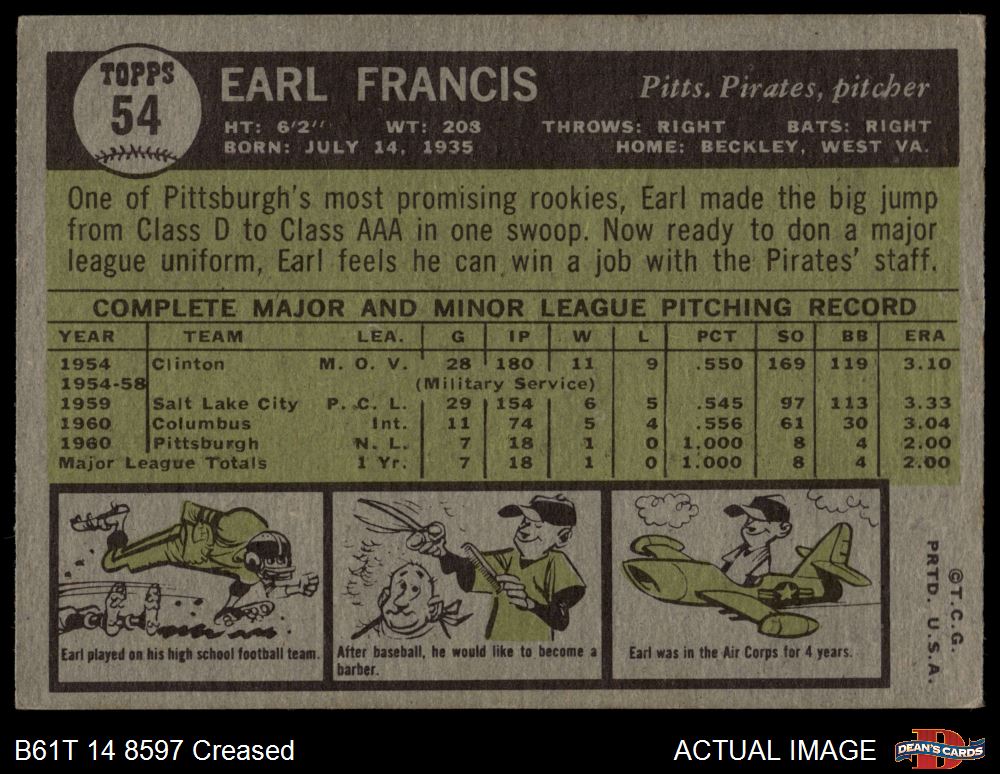 TOPPS
54
EARL FRANCIS
Pitts. Pirates, pitcher
HT: 6'2" WT: 208 THROWS: RIGHT BATS: RIGHT
BORN: JULY 14, 1935 HOME: BECKLEY, WEST VA.
One of Pittsburgh's most promising rookies, Earl made the big jump
from Class D to Class AAA in one swoop. Now ready to don a major
league uniform, Earl feels he can win a job with the Pirates' staff.
COMPLETE MAJOR AND MINOR LEAGUE PITCHING RECORD
YEAR TEAM LEA. G IP W L PCT SO BB ERA
1954 Clinton M. O. V. 28 180 11 9 .550 169 119 3.10
1954-58 (Military Service)
1959 Salt Lake City P. C. L. 29 154 6 5 .545 97 113 3.33
1960 Columbus Int. 11 74 5 4 .556 61 30 3.04
1960 Pittsburgh N. L. 7 18 1 0 1.000 8 4 2.00
Major League Totals 1 Yr. 7 18 1 0 1.000 8 4 2.00
Earl played on his high school football team.
After baseball, he would like to become a
barber.
Earl was in the Air Corps for 4 years.
©T.C.G.
PRTD. U.S.A.
B61T 14 8597 Creased
ACTUAL IMAGE
DEAN'S CARDS